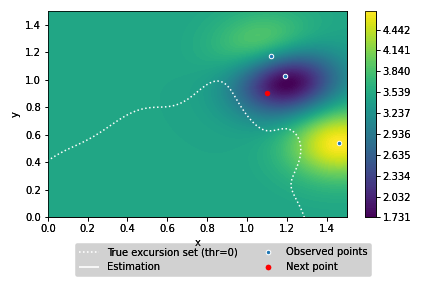 1.4
1.2
1.0
0.8
0.6
0.4
0.2
0.0
y
0.0 0.2 0.4 0.6 0.8 1.0 1.2 1.4
x
4.442
4.141
3.840
3.539
3.237
2.936
2.635
2.334
2.032
1.731
True excursion set (thr=0)
Estimation
Observed points
Next point